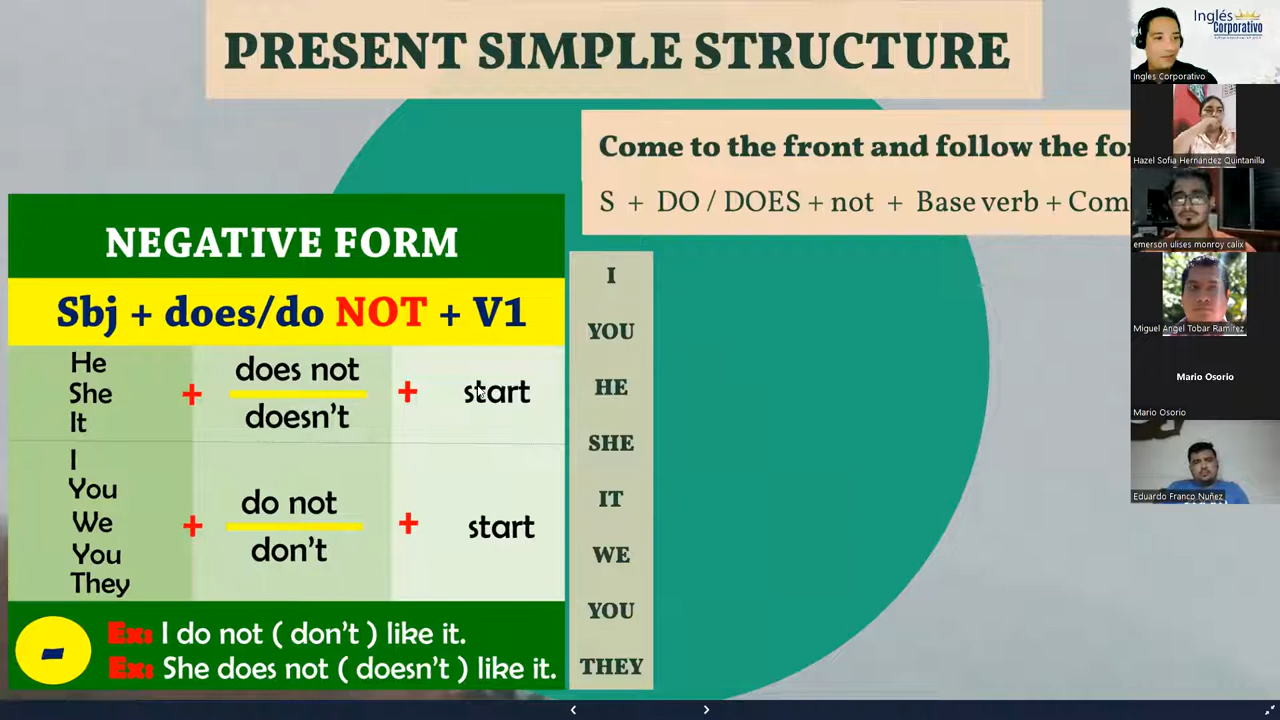 PRESENT SIMPLE STRUCTURE
Come to the front and follow the fo
S + DO / DOES + not + Base verb + Com
NEGATIVE FORM
Sbj + does/do NOT + V1
He
She
It
+
does not
doesn't
+
start
I
You
We
You
They
+
do not
don't
+
start
-
Ex: I do not ( don't ) like it.
Ex: She does not ( doesn't ) like it.
I
YOU
HE
SHE
IT
WE
YOU
THEY
Inglés
Corporativo
Ingles Corporativo
Hazel Sofia Hernández Quintanilla
emerson ulises monroy calix
Miguel Angel Tobar Ramirez
Mario Osorio
Mario Osorio
Eduardo Franco Nuñez